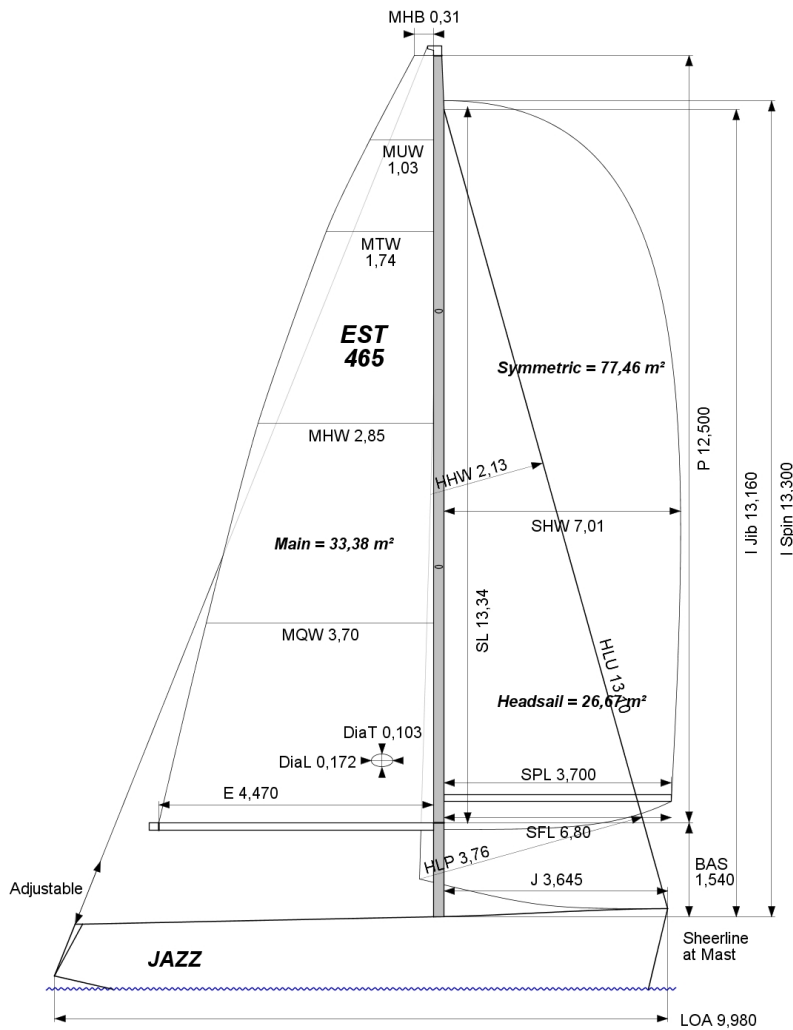 MHB 0,31
MUW
1,03
MTW
1,74
EST
465
Symmetric = 77,46 m²
P 12,500
MHW 2,85
HHW 2,13
I Jib 13,160
I Spin 13.300
SHW 7,01
Main = 33,38 m²
SL 13,34
MQW 3,70
HLU 13,10
Headsail = 26,67 m²
DiaT 0,103
DiaL 0,172
SPL 3,700
E 4,470
SFL 6,80
HLP 3,76
BAS
1,540
J 3,645
Adjustable
Sheerline
at Mast
JAZZ
LOA 9,980